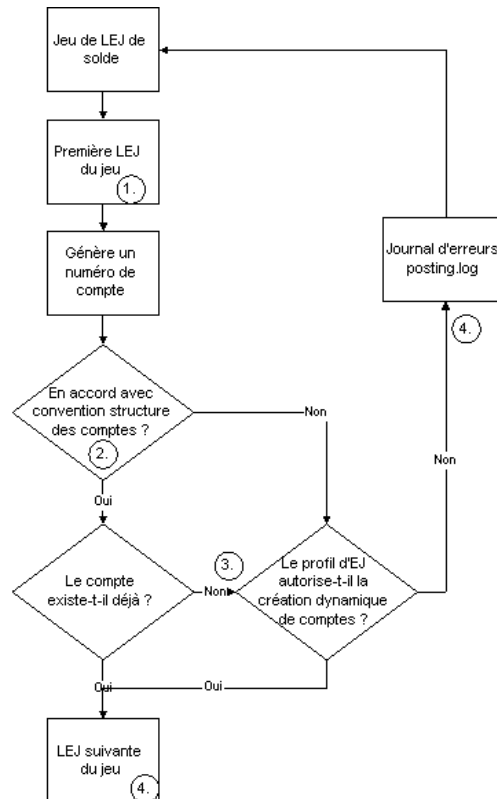 Jeu de LEJ de
solde
Première LEJ
du jeu
1.
Génère un
numéro de
compte
Journal d'erreurs
posting.log
4.
En accord avec
convention structure
des comptes ?
2.
Non
Non
Oui
Le compte
existe-t-il déjà ?
3.
Non
Le profil d'EJ
autorise-t-il la
création dynamique
de comptes ?
Oui
Oui
LEJ suivante
du jeu
4.